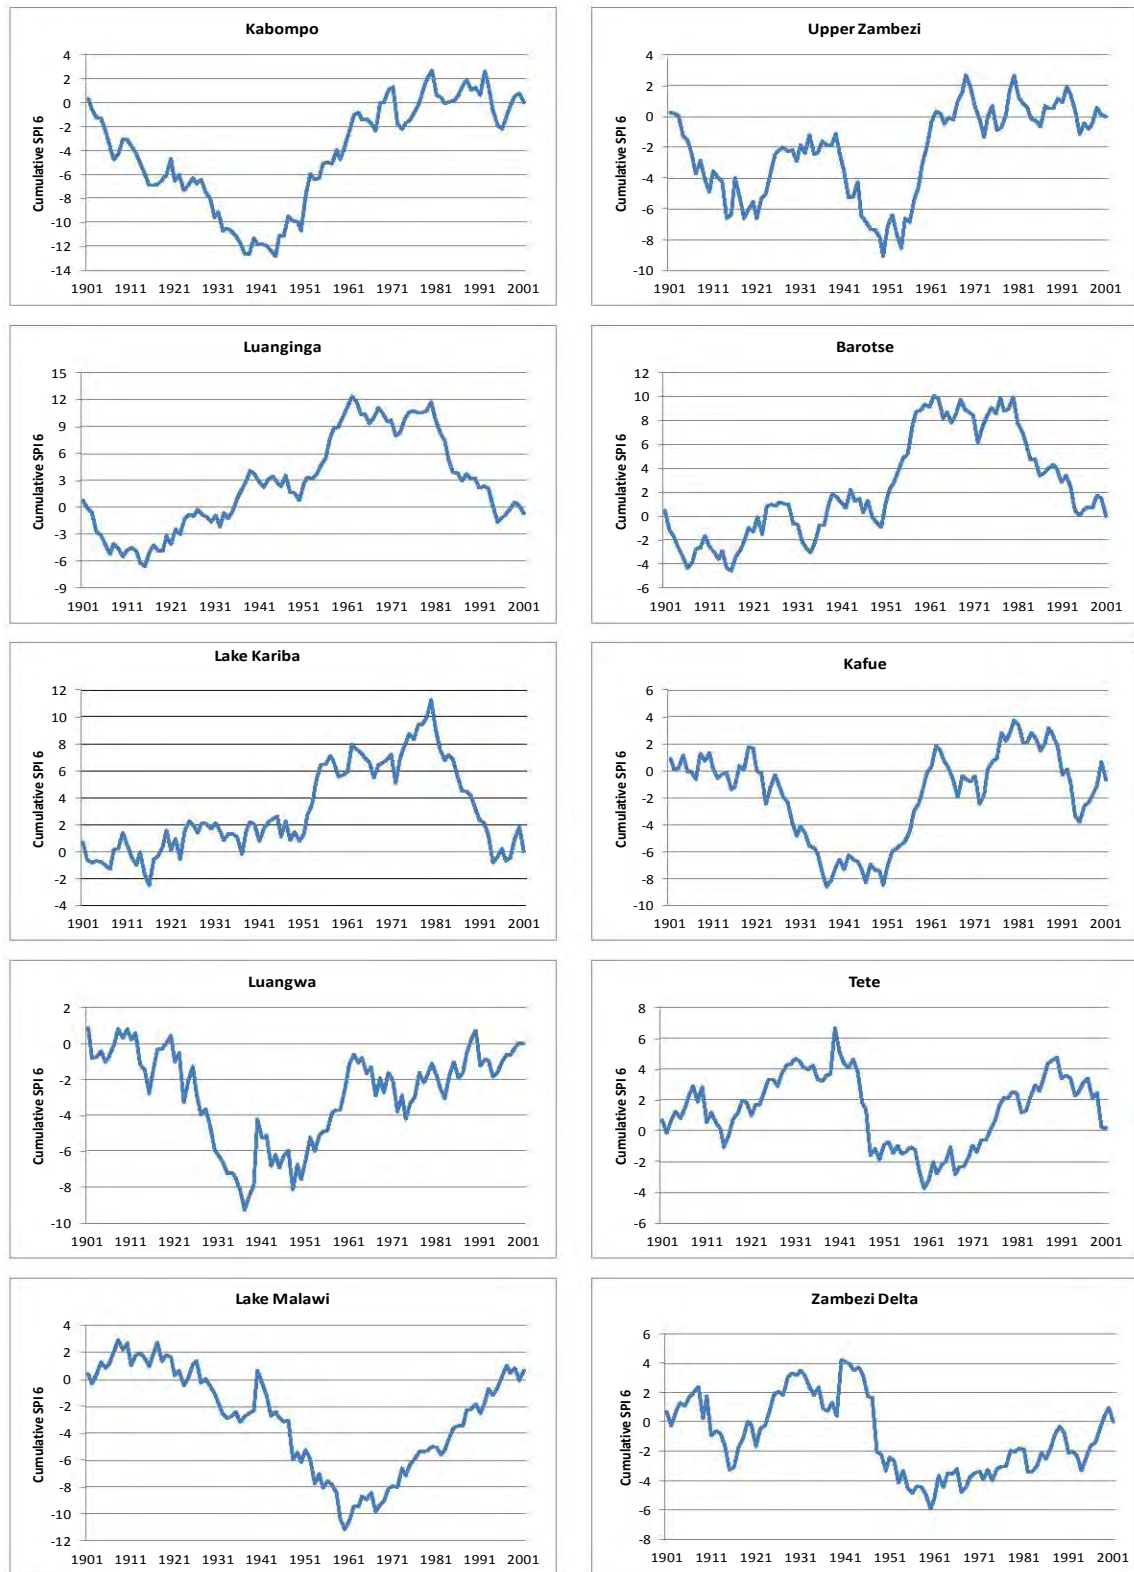 Kabompo
Cumulative SPI 6
4
2
0
-2
-4
-6
-8
-10
-12
-14
1901 1911 1921 1931 1941 1951 1961 1971 1981 1991 2001
Upper Zambezi
Cumulative SPI 6
4
2
0
-2
-4
-6
-8
-10
1901 1911 1921 1931 1941 1951 1961 1971 1981 1991 2001
Luanginga
Cumulative SPI 6
15
12
9
6
3
0
-3
-6
-9
1901 1911 1921 1931 1941 1951 1961 1971 1981 1991 2001
Barotse
Cumulative SPI 6
12
10
8
6
4
2
0
-2
-4
-6
1901 1911 1921 1931 1941 1951 1961 1971 1981 1991 2001
Lake Kariba
Cumulative SPI 6
12
10
8
6
4
2
0
-2
-4
1901 1911 1921 1931 1941 1951 1961 1971 1981 1991 2001
Kafue
Cumulative SPI 6
6
4
2
0
-2
-4
-6
-8
-10
1901 1911 1921 1931 1941 1951 1961 1971 1981 1991 2001
Luangwa
Cumulative SPI 6
2
0
-2
-4
-6
-8
-10
1901 1911 1921 1931 1941 1951 1961 1971 1981 1991 2001
Tete
Cumulative SPI 6
8
6
4
2
0
-2
-4
-6
1901 1911 1921 1931 1941 1951 1961 1971 1981 1991 2001
Lake Malawi
Cumulative SPI 6
4
2
0
-2
-4
-6
-8
-10
-12
1901 1911 1921 1931 1941 1951 1961 1971 1981 1991 2001
Zambezi Delta
Cumulative SPI 6
6
4
2
0
-2
-4
-6
-8
1901 1911 1921 1931 1941 1951 1961 1971 1981 1991 2001